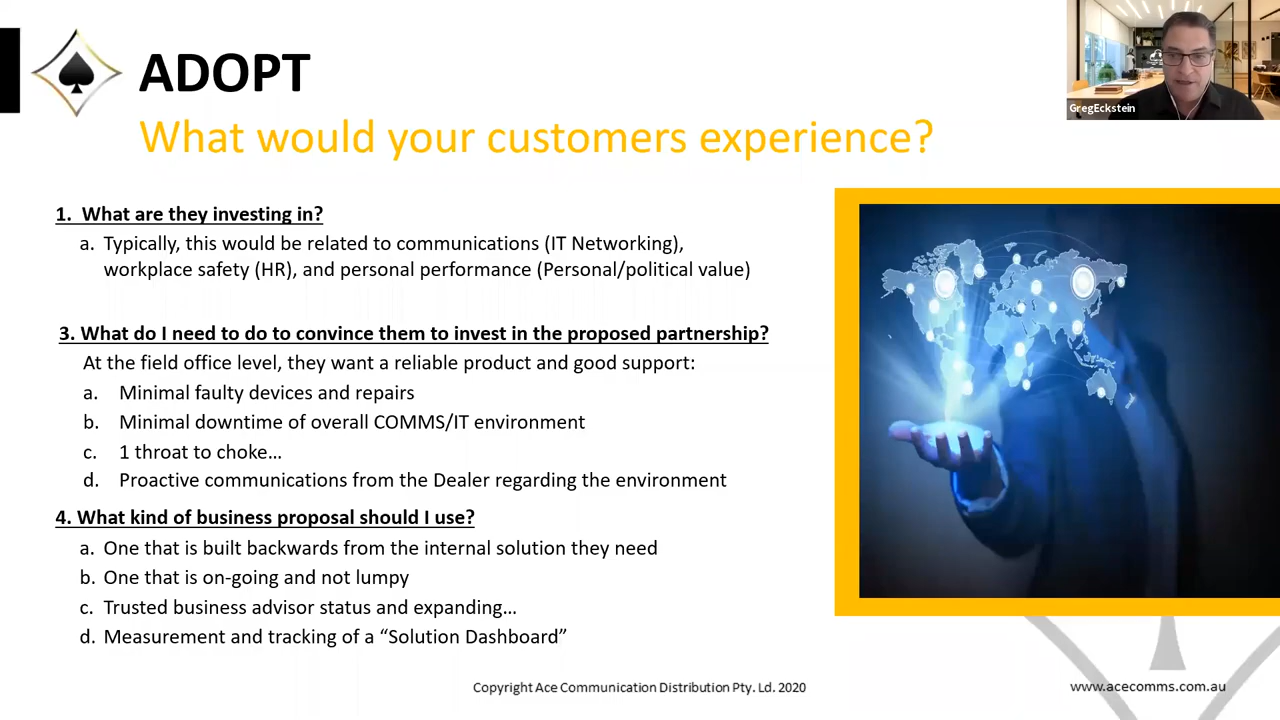 ADOPT
What would your customers experience?
GregEckstein
1. What are they investing in?
a. Typically, this would be related to communications (IT Networking),
workplace safety (HR), and personal performance (Personal/political value)
3. What do I need to do to convince them to invest in the proposed partnership?
At the field office level, they want a reliable product and good support:
a. Minimal faulty devices and repairs
b. Minimal downtime of overall COMMS/IT environment
c. 1 throat to choke…
d. Proactive communications from the Dealer regarding the environment
4. What kind of business proposal should I use?
a. One that is built backwards from the internal solution they need
b. One that is on-going and not lumpy
c. Trusted business advisor status and expanding…
d. Measurement and tracking of a “Solution Dashboard”
Copyright Ace Communication Distribution Pty. Ld. 2020
www.acecomms.com.au